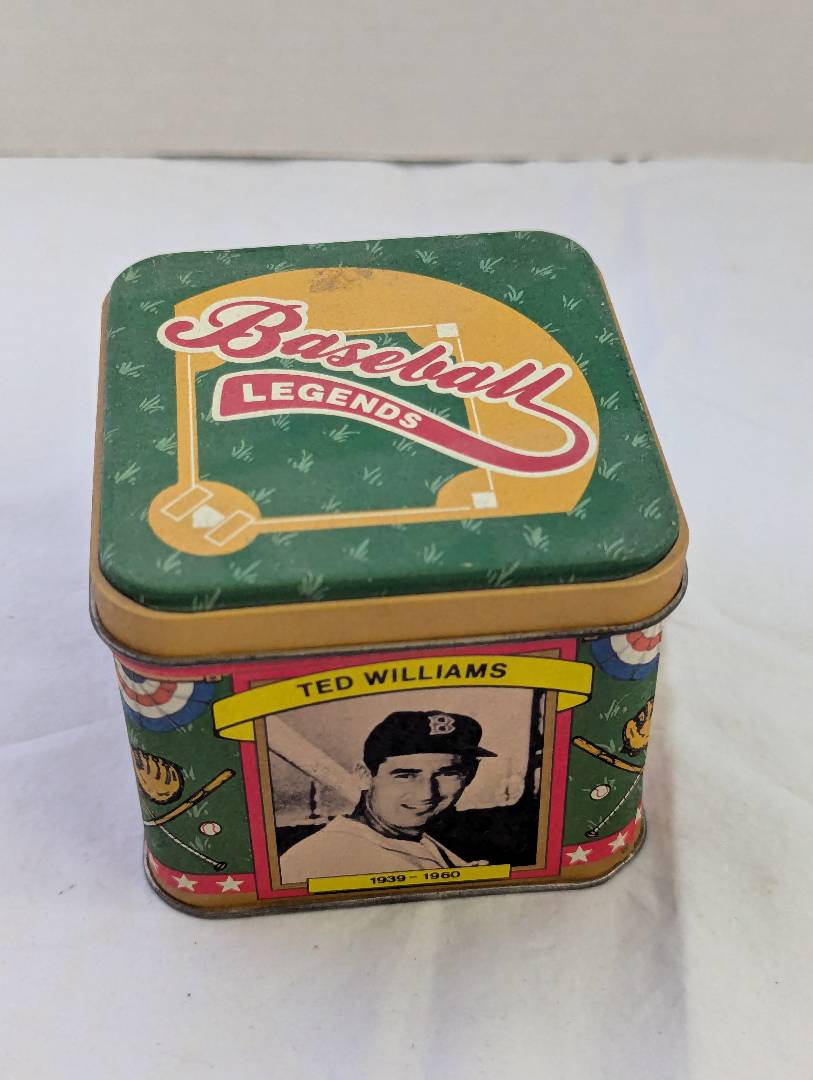 Baseball
LEGENDS
TED WILLIAMS
B
1939 - 1960